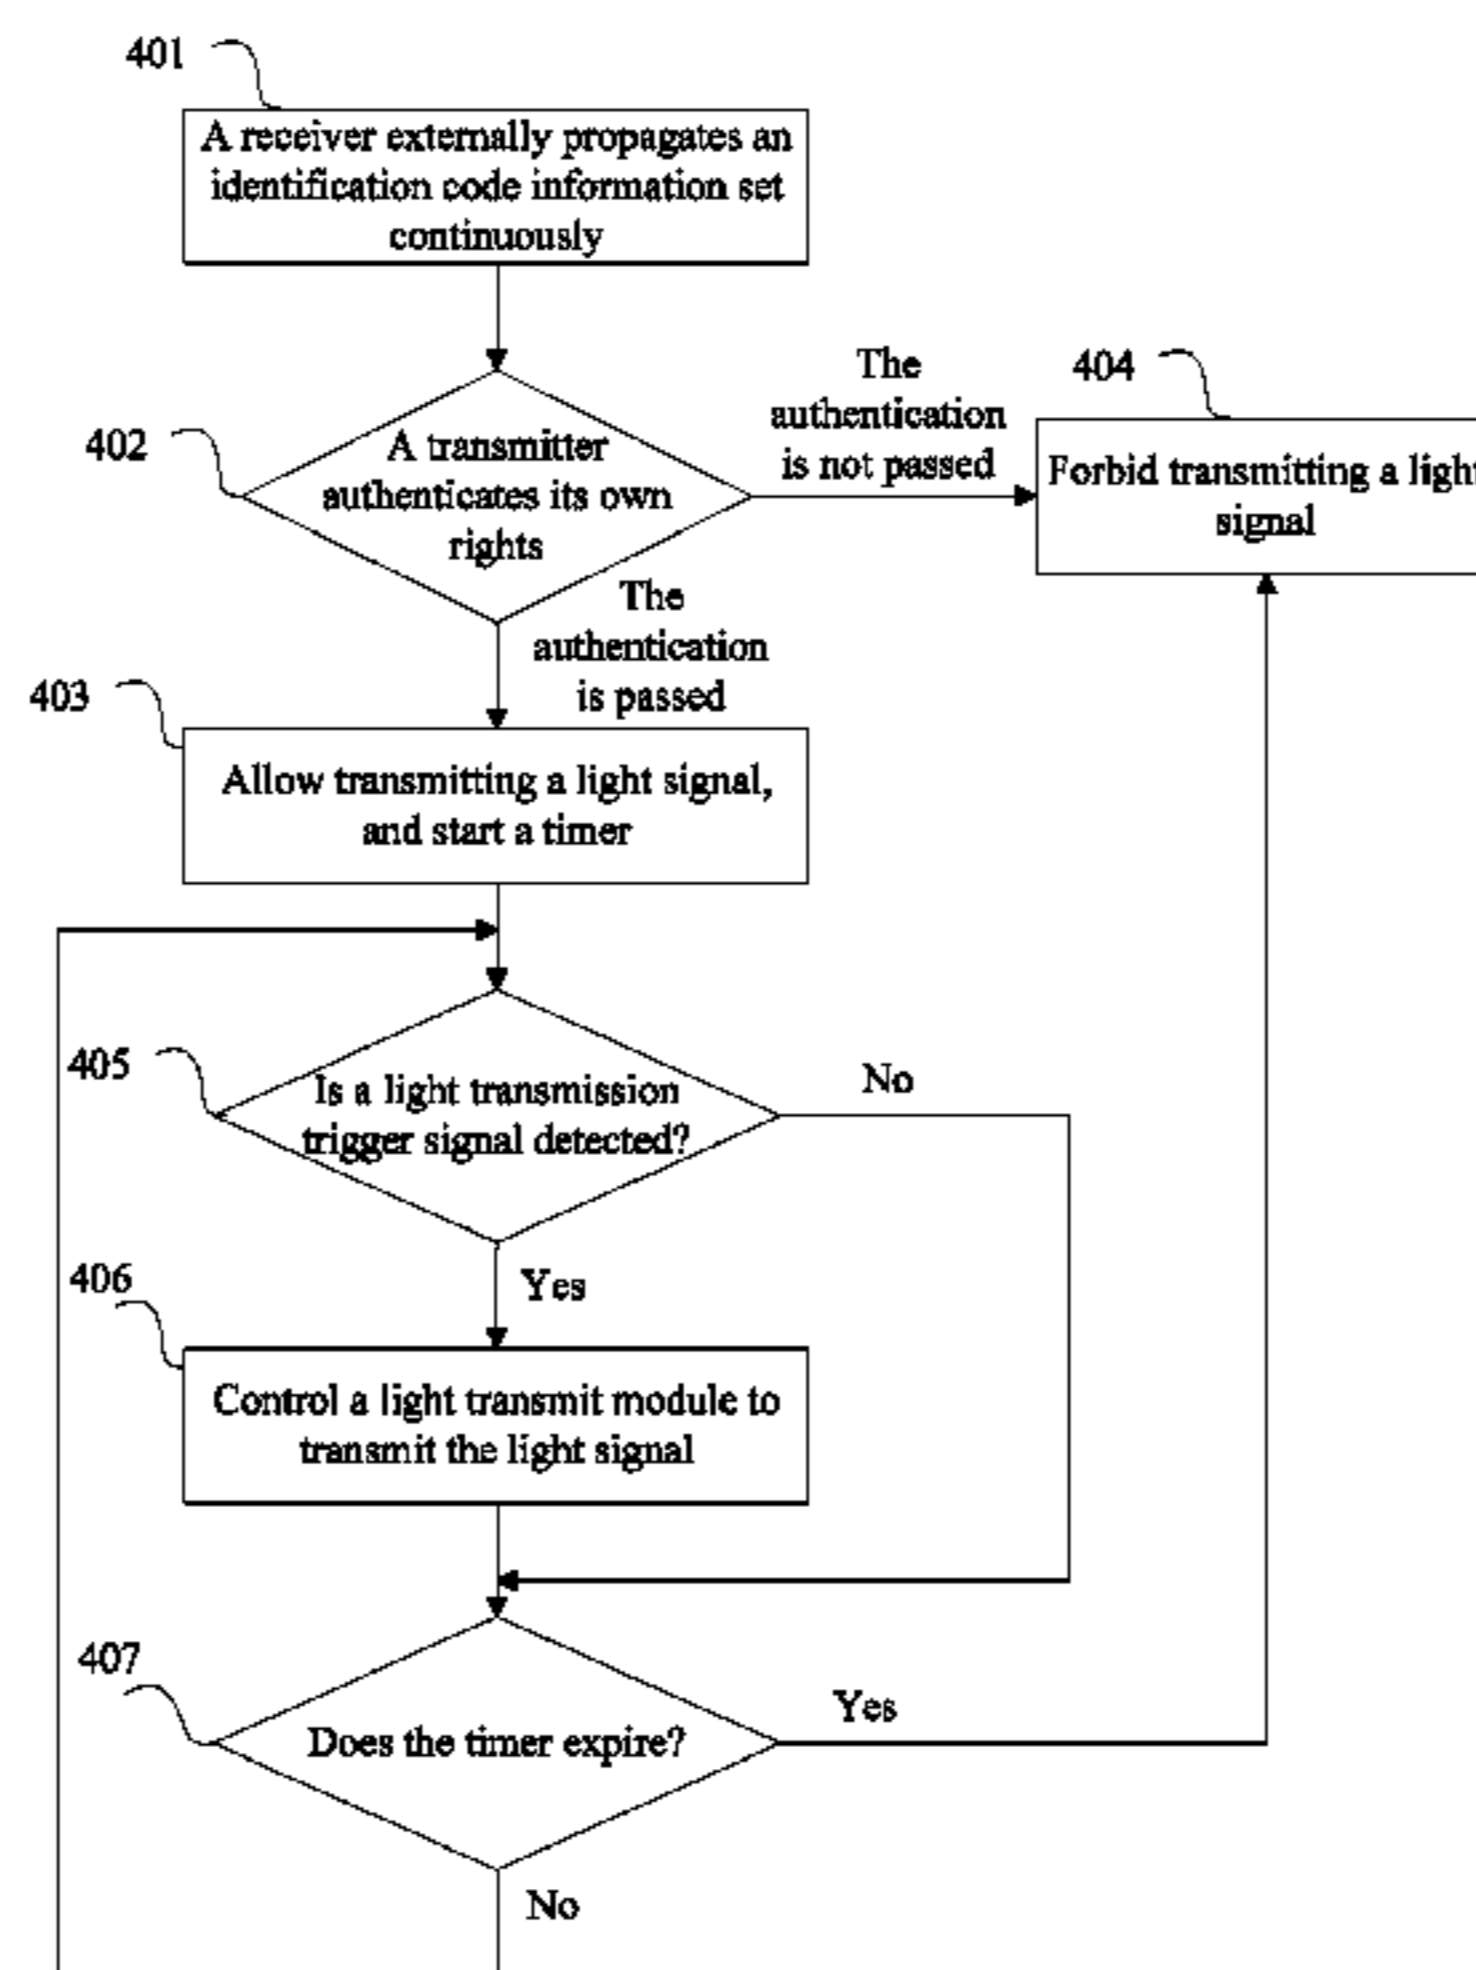 401
A receiver externally propagates an
identification code information set
continuously
402
A transmitter
authenticates its own
rights
The
authentication
is not passed
404
Forbid transmitting a light
signal
The
authentication
is passed
403
Allow transmitting a light signal,
and start a timer
405
Is a light transmission
trigger signal detected?
No
Yes
406
Control a light transmit module to
transmit the light signal
407
Does the timer expire?
Yes
No